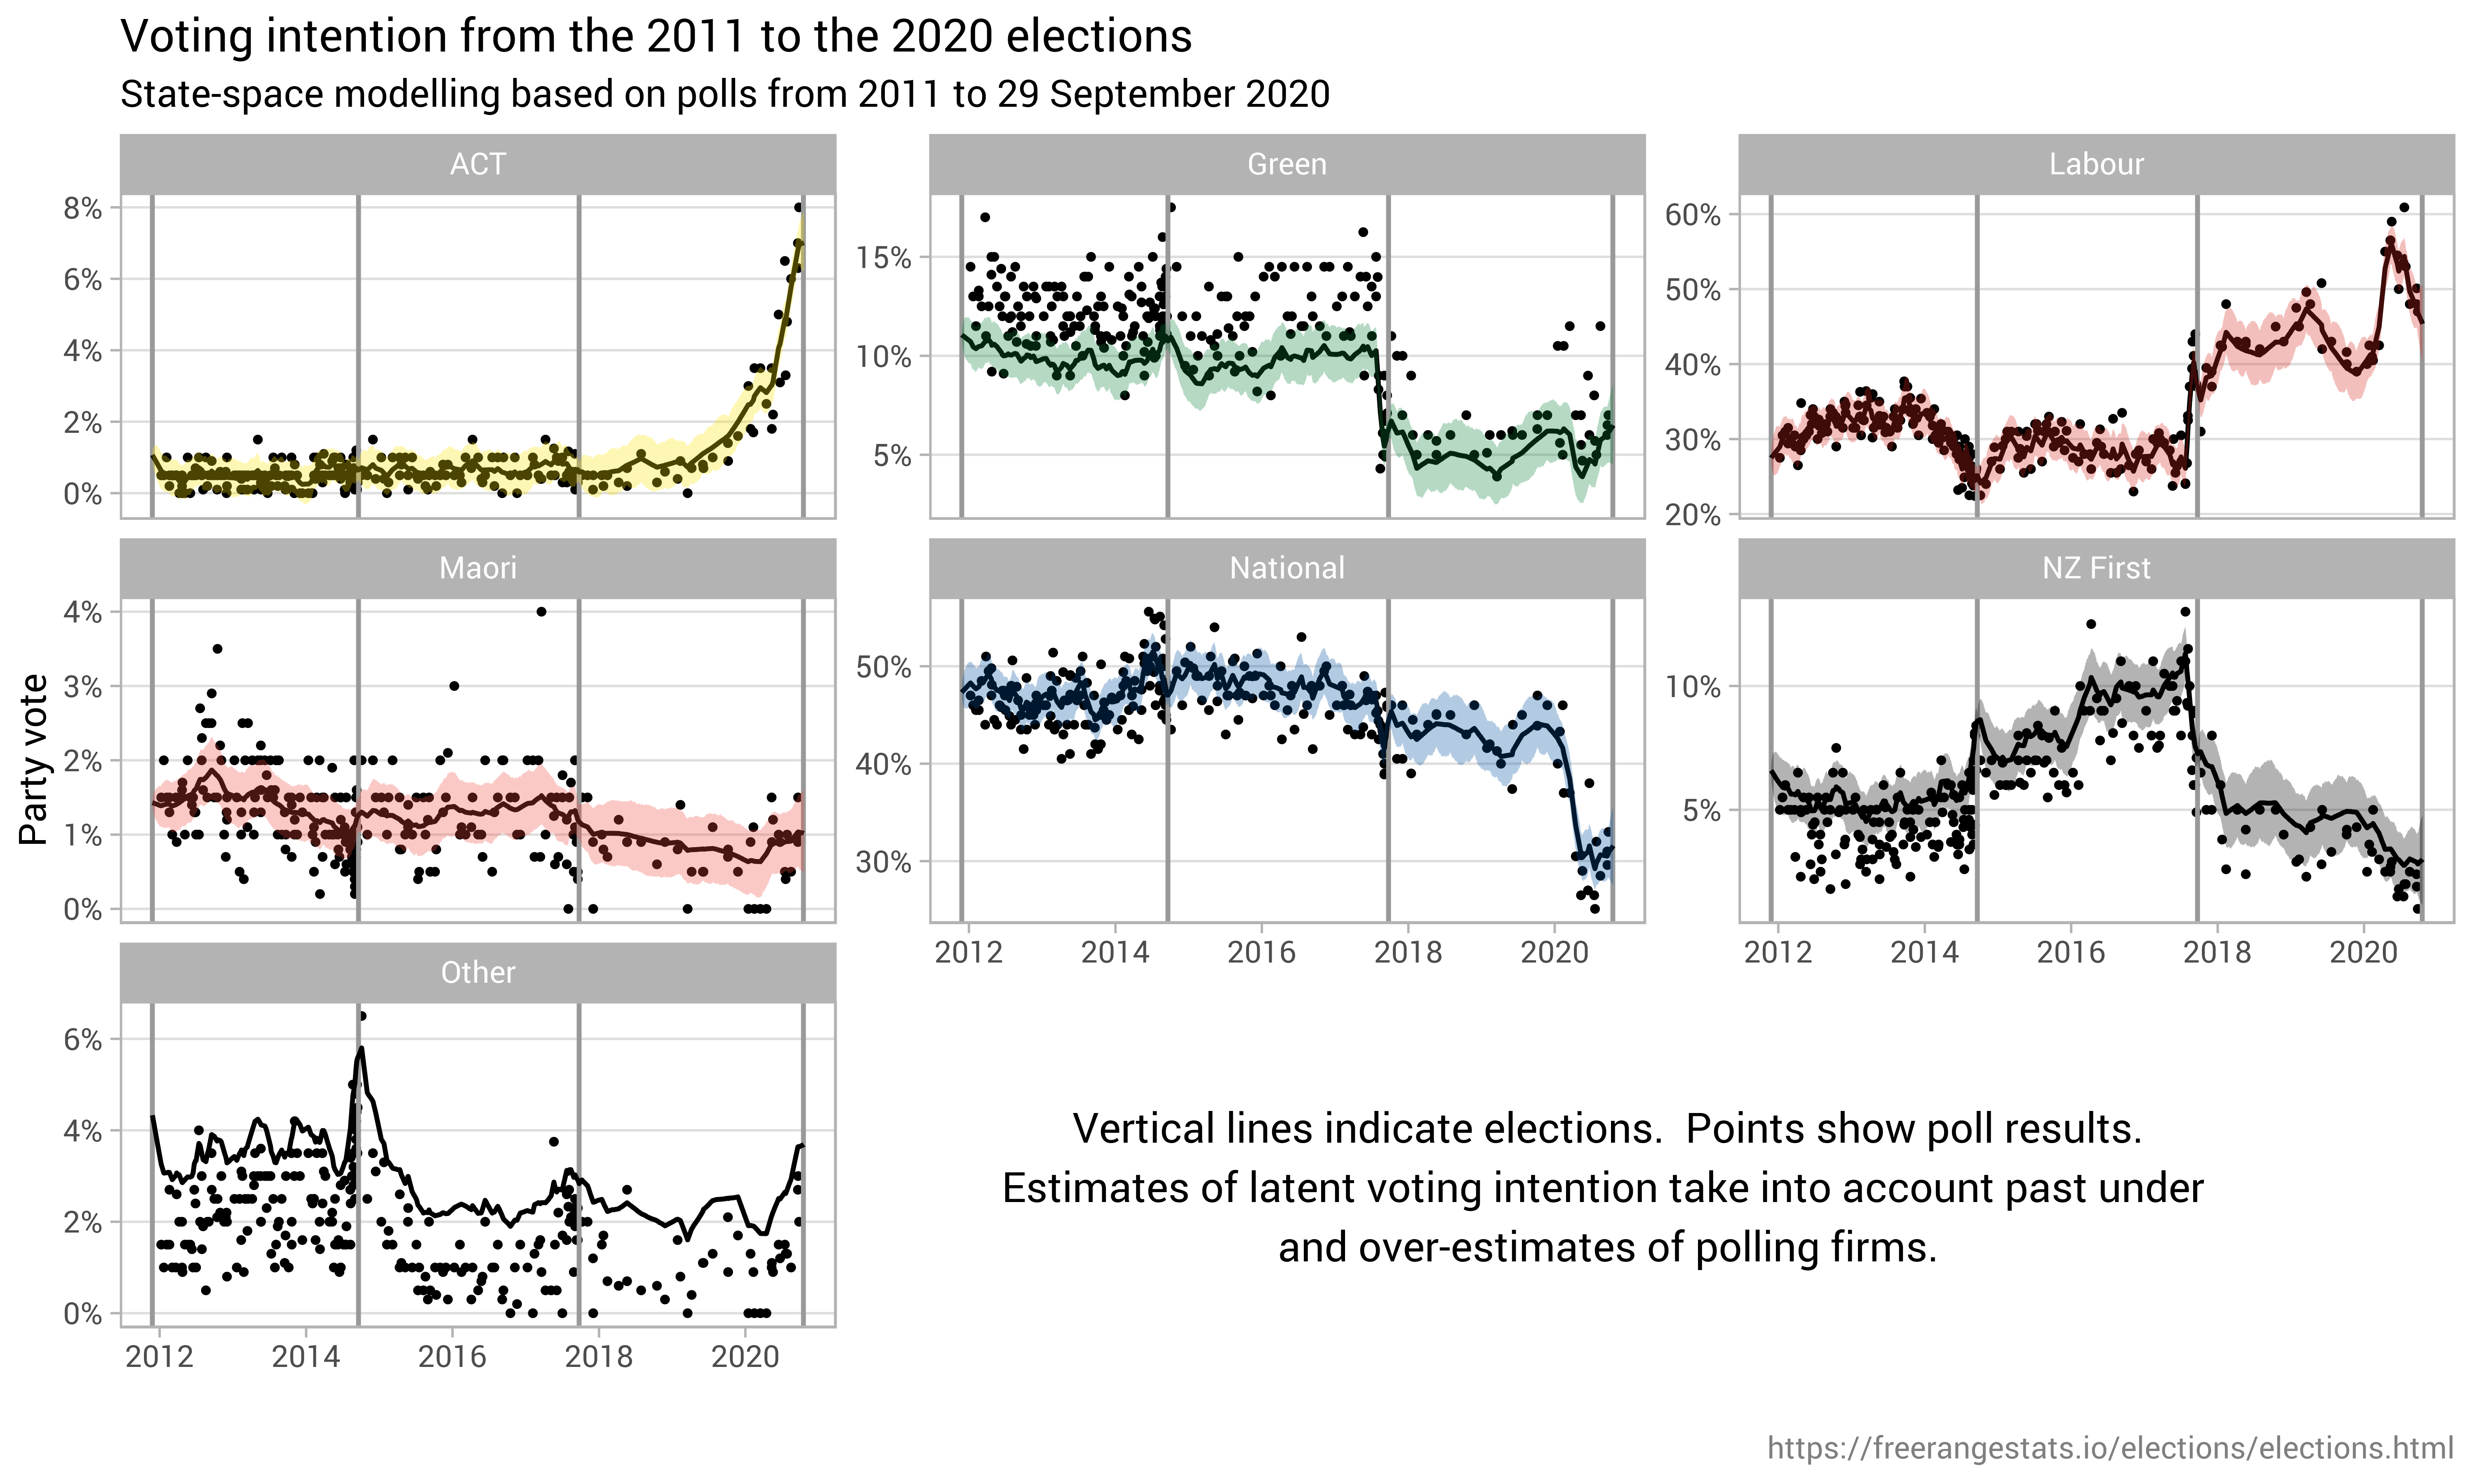 Voting intention from the 2011 to the 2020 elections
State-space modelling based on polls from 2011 to 29 September 2020
Party vote
ACT
8%
6%
4%
2%
0%
Green
15%
10%
5%
Labour
60%
50%
40%
30%
20%
Maori
4%
3%
2%
1%
0%
National
50%
40%
30%
2012 2014 2016 2018 2020
NZ First
10%
5%
2012 2014 2016 2018 2020
Other
6%
4%
2%
0%
2012 2014 2016 2018 2020
Vertical lines indicate elections.  Points show poll results.
Estimates of latent voting intention take into account past under
and over-estimates of polling firms.
https://freerangestats.io/elections/elections.html